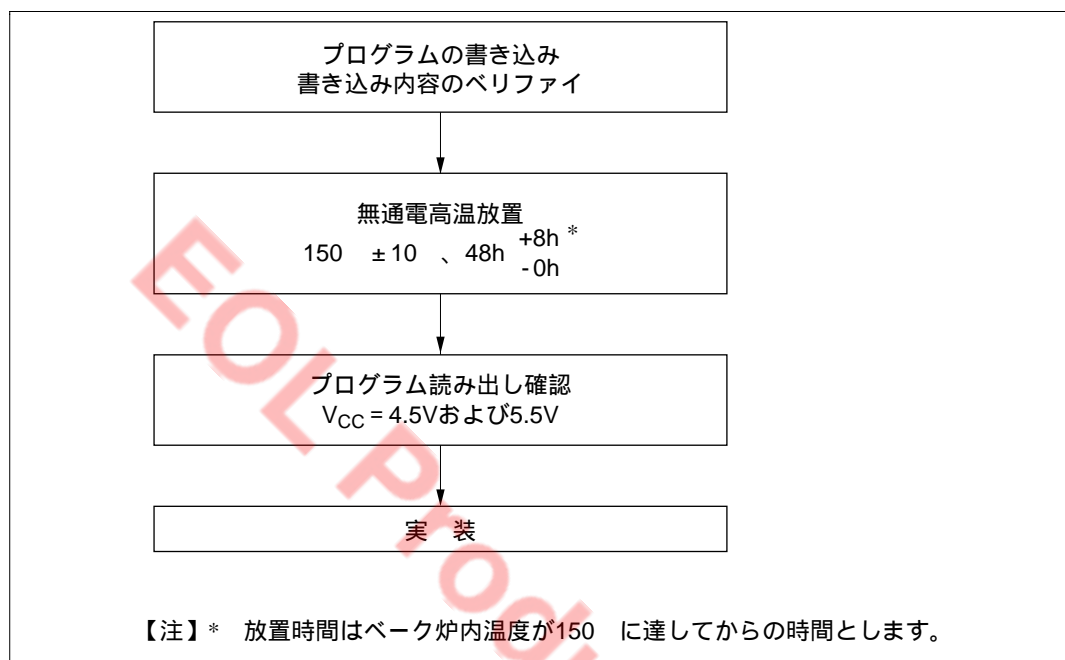 プログラムの書き込み
書き込み内容のベリファイ
無通電高温放置
150　±10　、48h +8h *
-0h
プログラム読み出し確認
VCC = 4.5Vおよび5.5V
実　装
【注】*　放置時間はベーク炉内温度が150　に達してからの時間とします。
EOL Produ